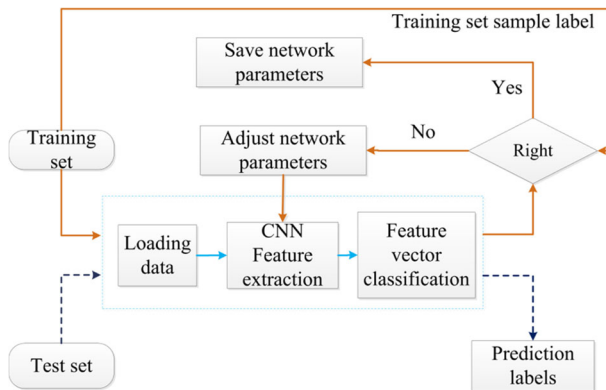 Training set sample label
Save network
parameters
Yes
Training
set
Adjust network
parameters
No
Right
Loading
data
CNN
Feature
extraction
Feature
vector
classification
Test set
Prediction
labels